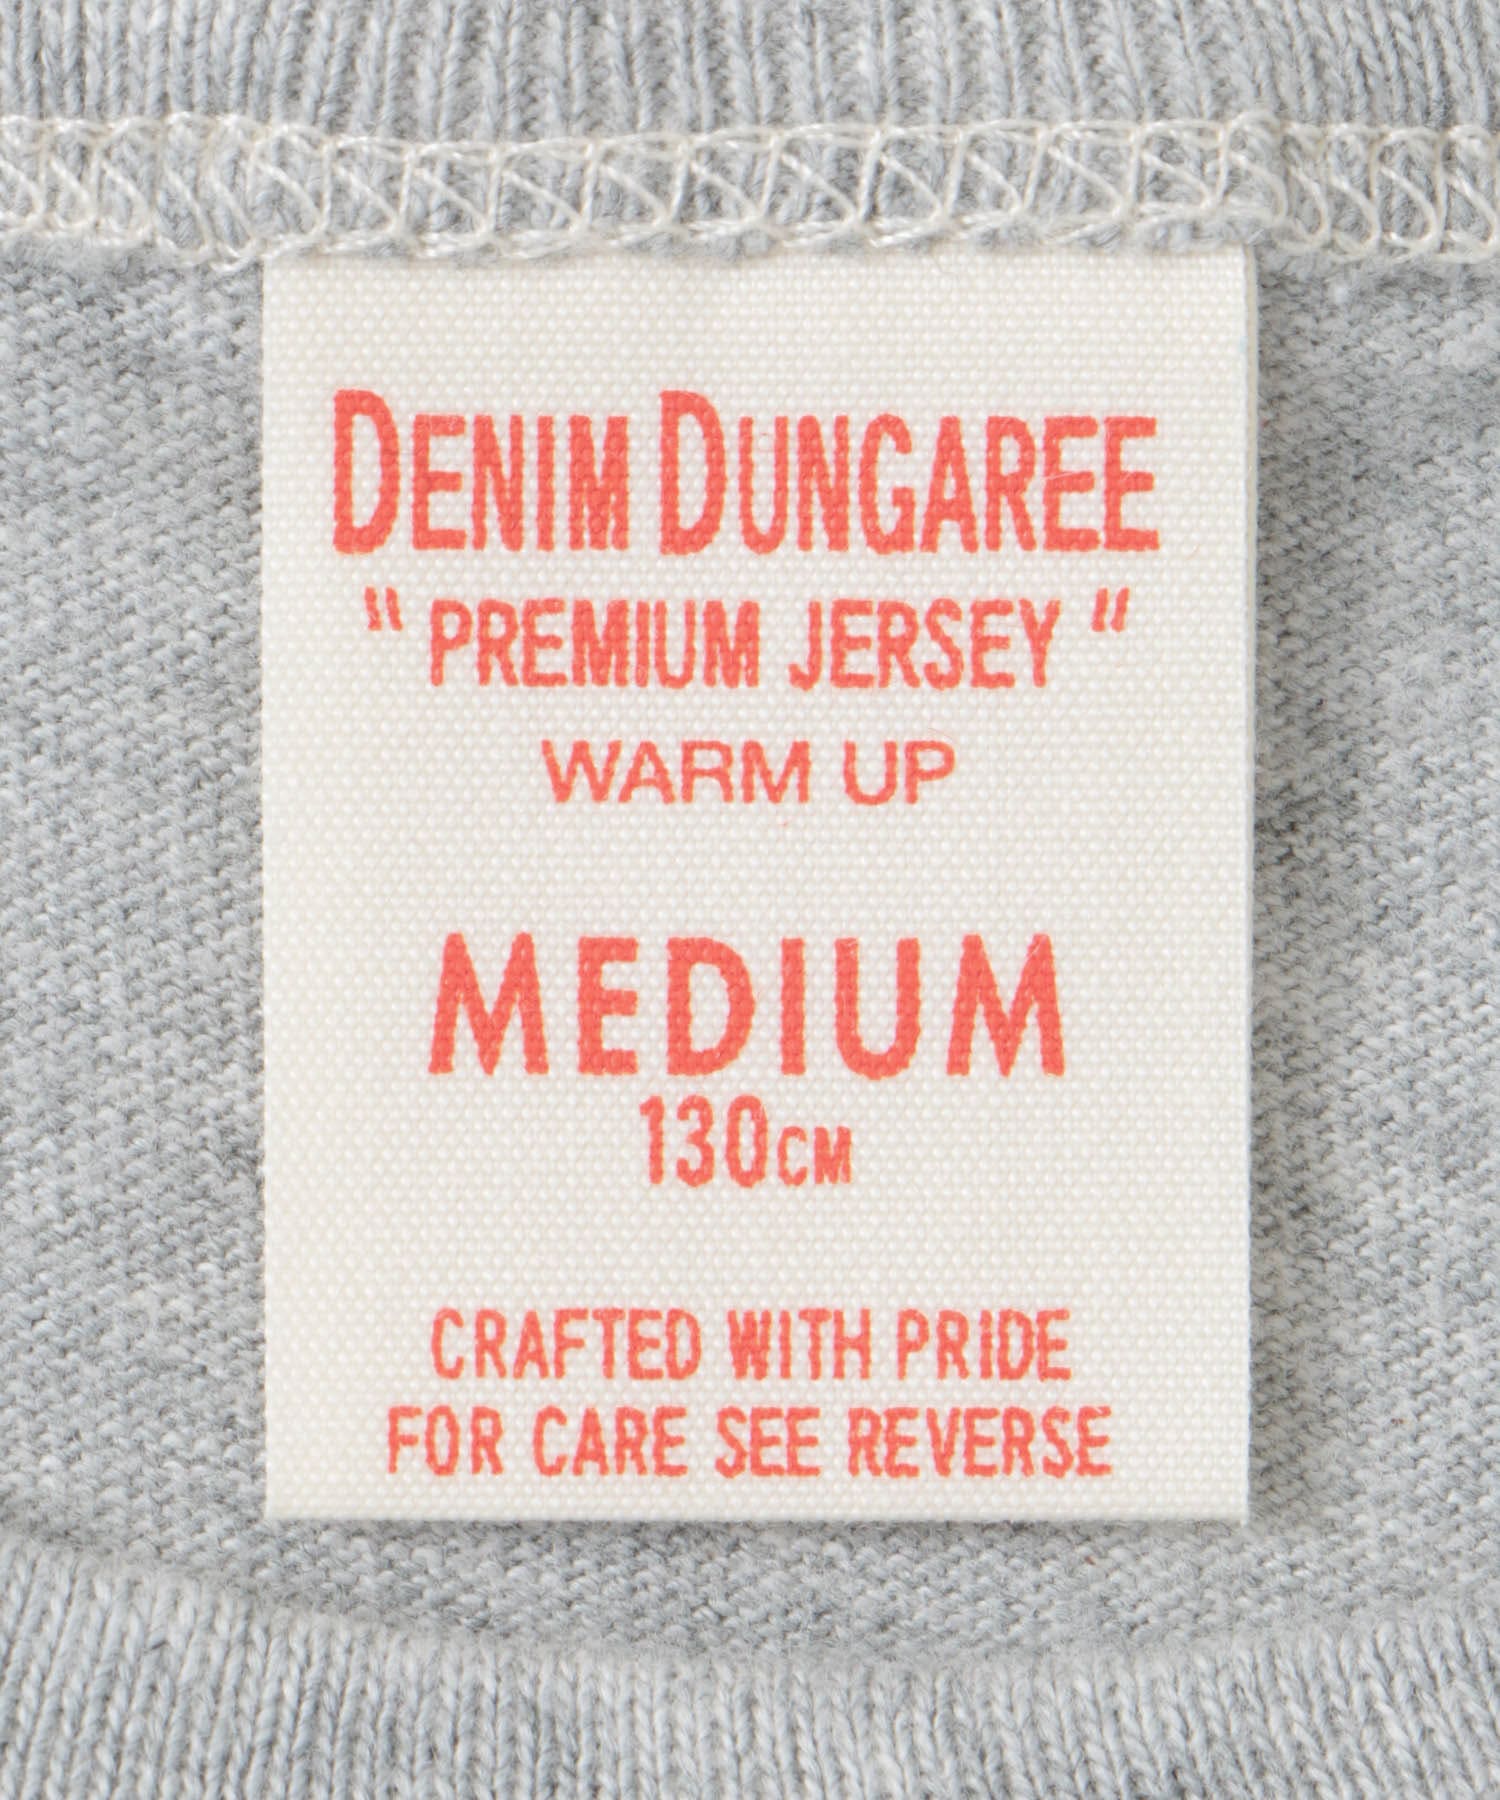 DENIM DUNGAREE
"PREMIUM JERSEY"
WARM UP
MEDIUM
130CM
CRAFTED WITH PRIDE
FOR CARE SEE REVERSE